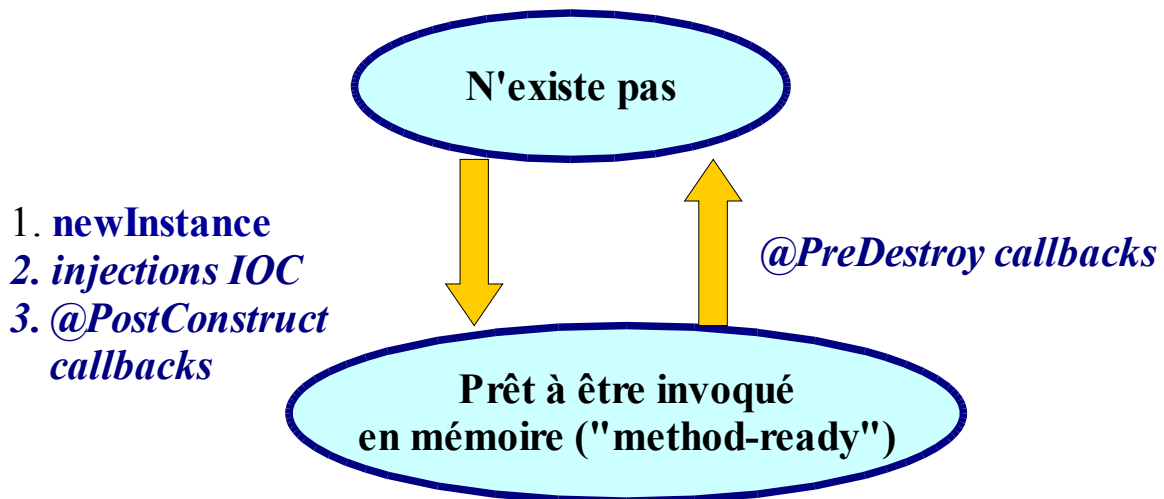 N'existe pas
1. newInstance
2. injections IOC
3. @PostConstruct
callbacks
@PreDestroy callbacks
Prêt à être invoqué
en mémoire ("method-ready")